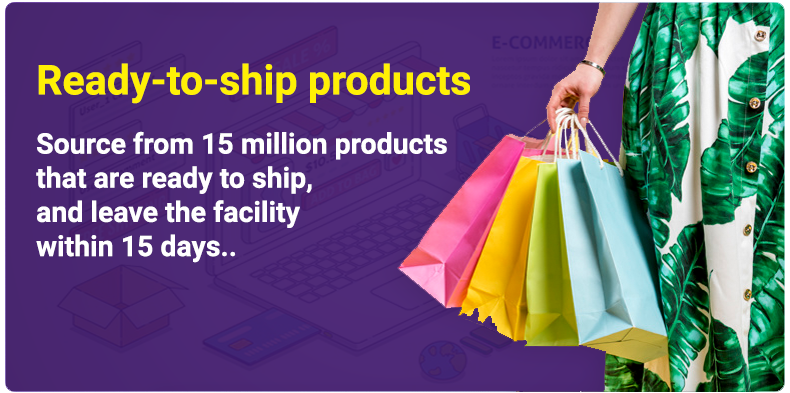 Ready-to-ship products
E-COMMERC
Source from 15 million products
that are ready to ship,
and leave the facility
within 15 days..